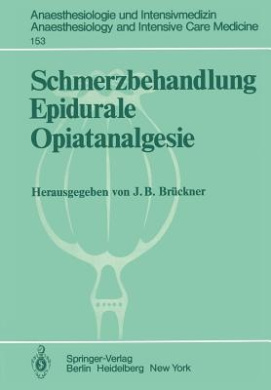 Anaesthesiologie und Intensivmedizin
Anaesthesiology and Intensive Care Medicine
153
Schmerzbehandlung
Epidurale
Opiatanalgesie
Herausgegeben von J. B. Brückner
Springer-Verlag
Berlin Heidelberg New York